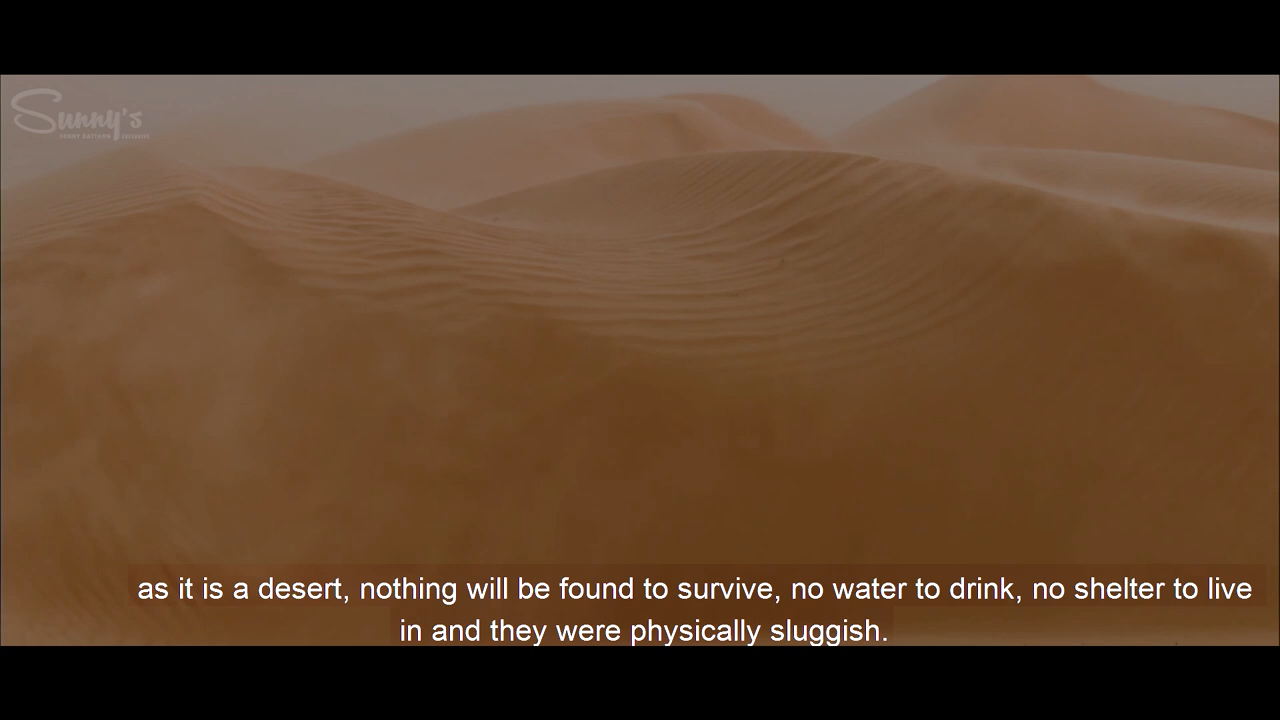 Sunny's
as it is a desert, nothing will be found to survive, no water to drink, no shelter to live
in and they were physically sluggish.